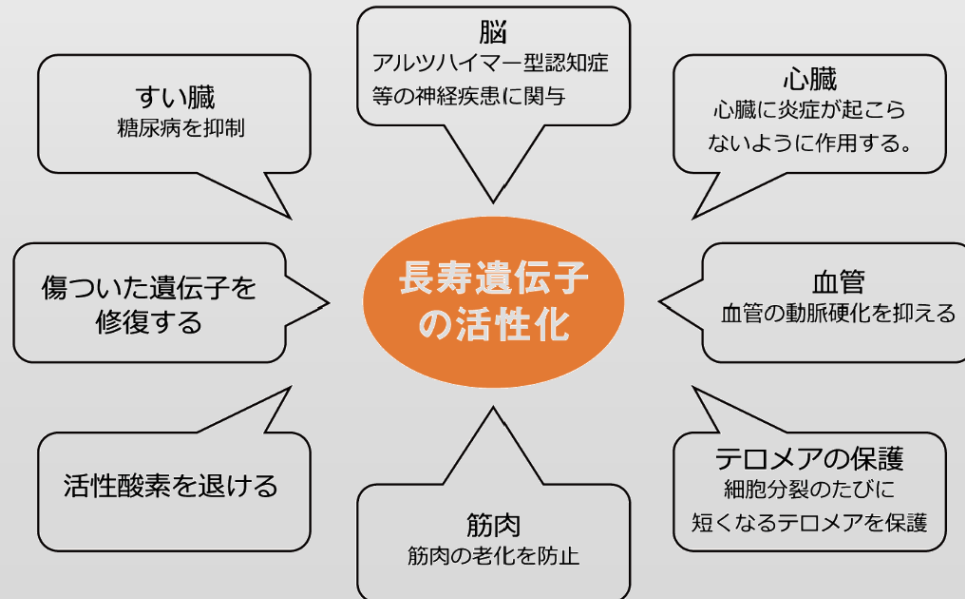 脳
アルツハイマー型認知症
等の神経疾患に関与
すい臓
糖尿病を抑制
心臓
心臓に炎症が起こら
ないように作用する。
傷ついた遺伝子を
修復する
長寿遺伝子
の活性化
血管
血管の動脈硬化を抑える
活性酸素を退ける
筋肉
筋肉の老化を防止
テロメアの保護
細胞分裂のたびに
短くなるテロメアを保護